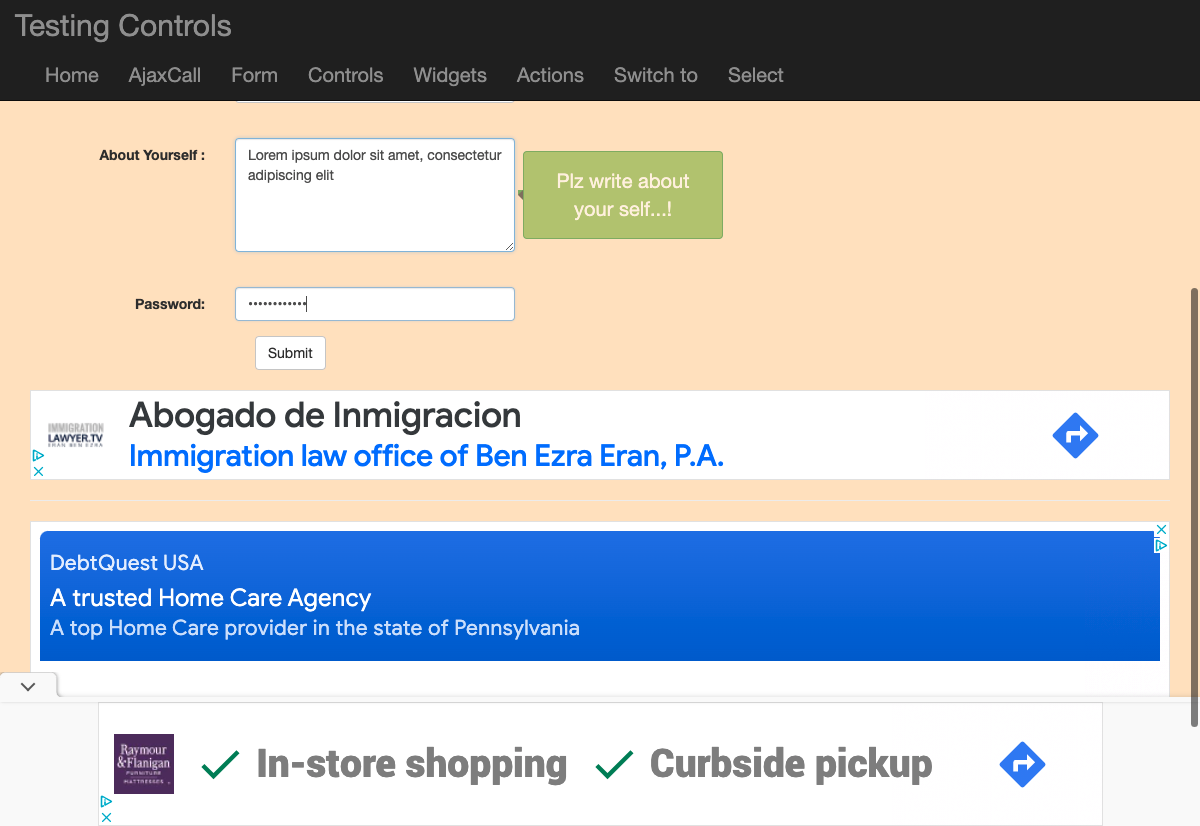 Testing Controls
Home AjaxCall Form Controls Widgets Actions Switch to Select
About Yourself :
Lorem ipsum dolor sit amet, consectetur
adipiscing elit
Plz write about
your self...!
Password:
••••••••••••
Submit
IMMIGRATION
LAWYER.TV
ERAN BEN EZRA
Abogado de Inmigracion
Immigration law office of Ben Ezra Eran, P.A.
DebtQuest USA
A trusted Home Care Agency
A top Home Care provider in the state of Pennsylvania
Raymour
&Flanigan
FURNITURE
MATTRESSES
In-store shopping
Curbside pickup